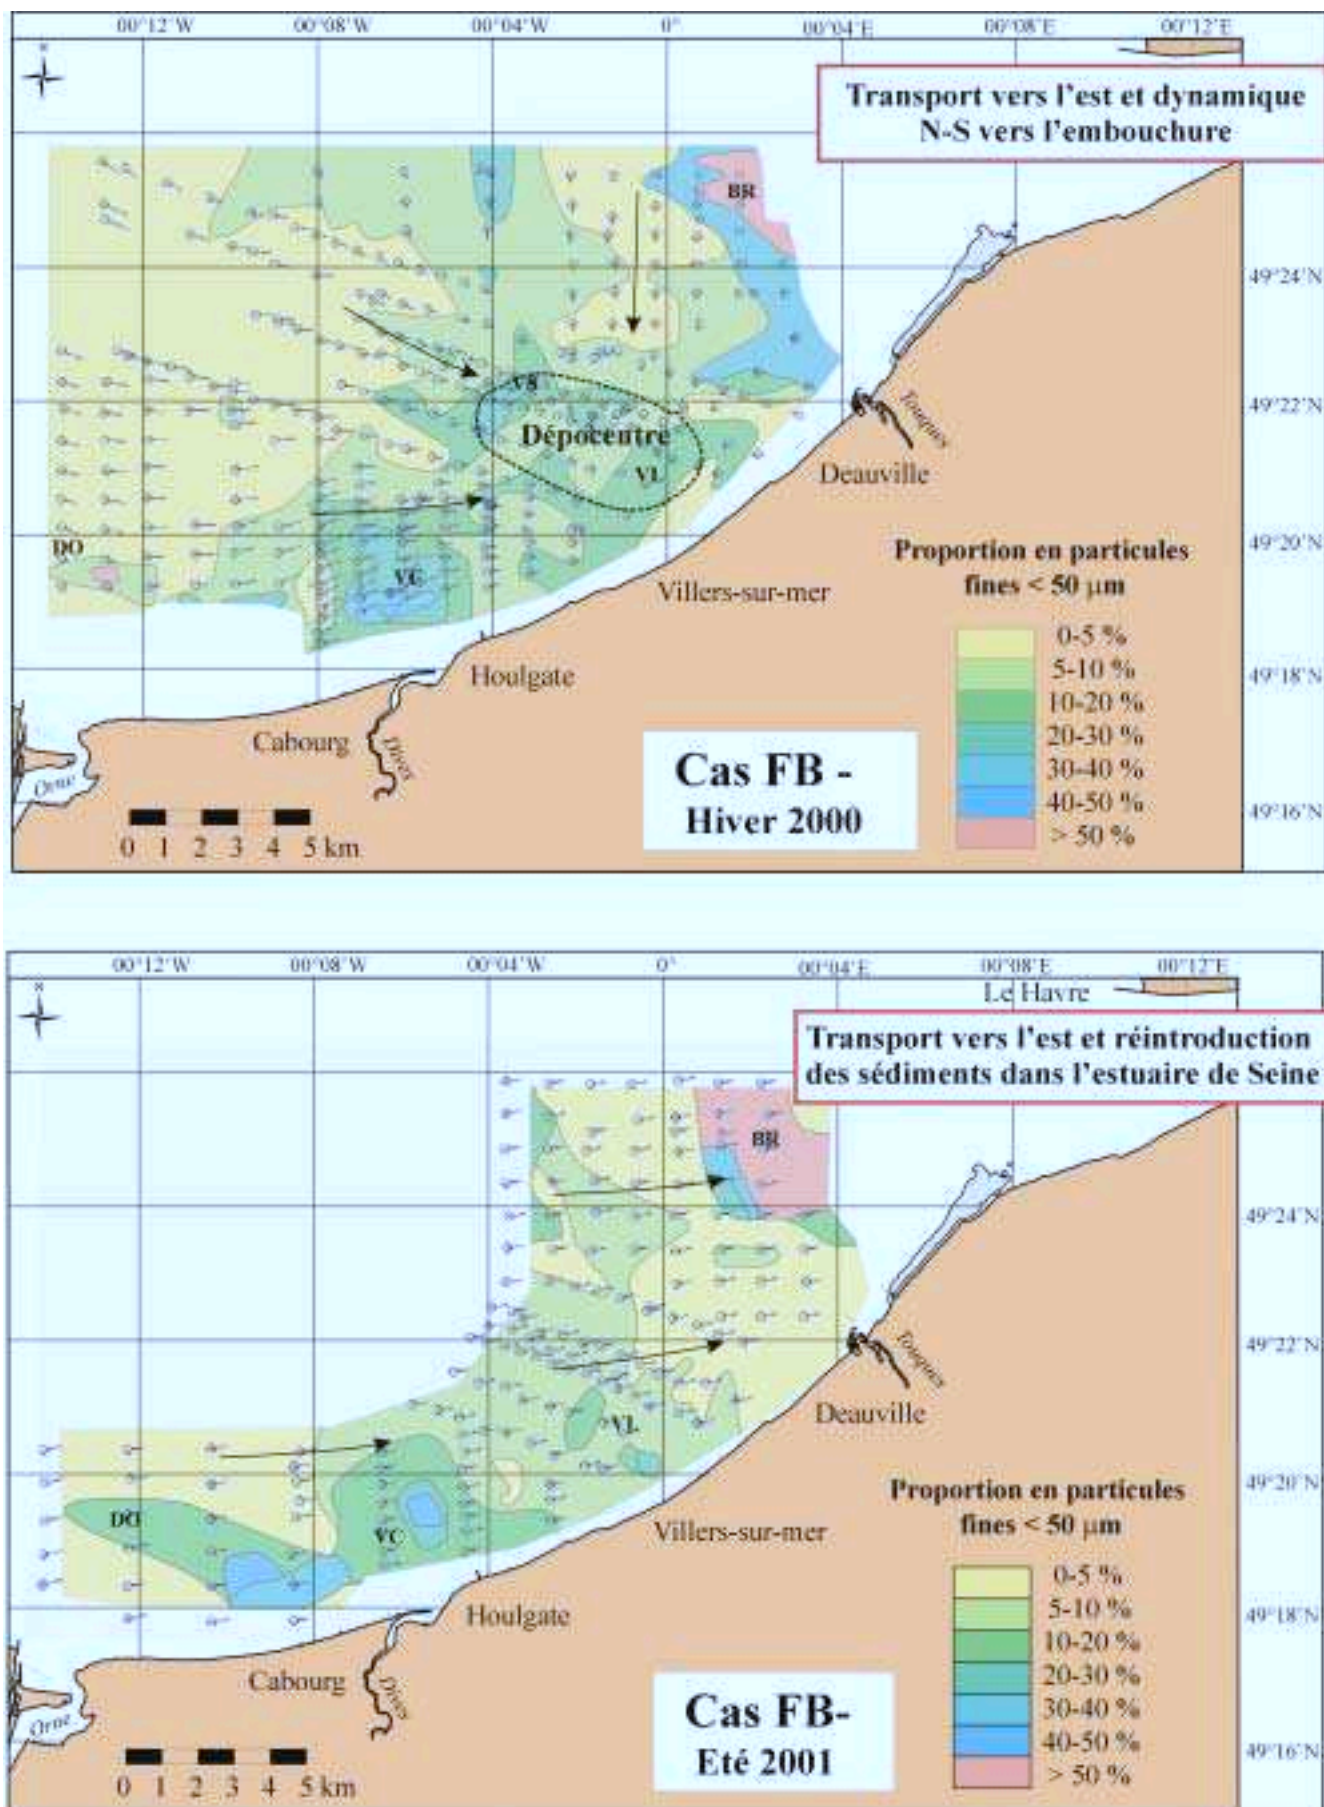 00°12'W 00°08'W 00°04'W 0° 00°04'E 00°08'E 00°12'E
Transport vers l'est et dynamique
N-S vers l'embouchure
BR
49°24'N
VS
49°22'N
Dépocentre
Touques
VL
Deauville
DO
49°20'N
Proportion en particules
fines < 50 µm
VC
Villers-sur-mer
0-5 %
5-10 %
49°18'N
Houlgate
10-20 %
20-30 %
Cabourg
Dives
30-40 %
Cas FB -
Hiver 2000
Orne
40-50 %
49°16'N
> 50 %
0 1 2 3 4 5 km
00°12'W 00°08'W 00°04'W 0° 00°04'E 00°08'E 00°12'E
Le Havre
Transport vers l'est et réintroduction
des sédiments dans l'estuaire de Seine
BR
49°24'N
49°22'N
Touques
Deauville
VL
49°20'N
Proportion en particules
fines < 50 µm
DO
VC
Villers-sur-mer
0-5 %
5-10 %
49°18'N
Houlgate
10-20 %
20-30 %
Cabourg
Dives
30-40 %
Cas FB-
Eté 2001
Orne
40-50 %
49°16'N
> 50 %
0 1 2 3 4 5 km